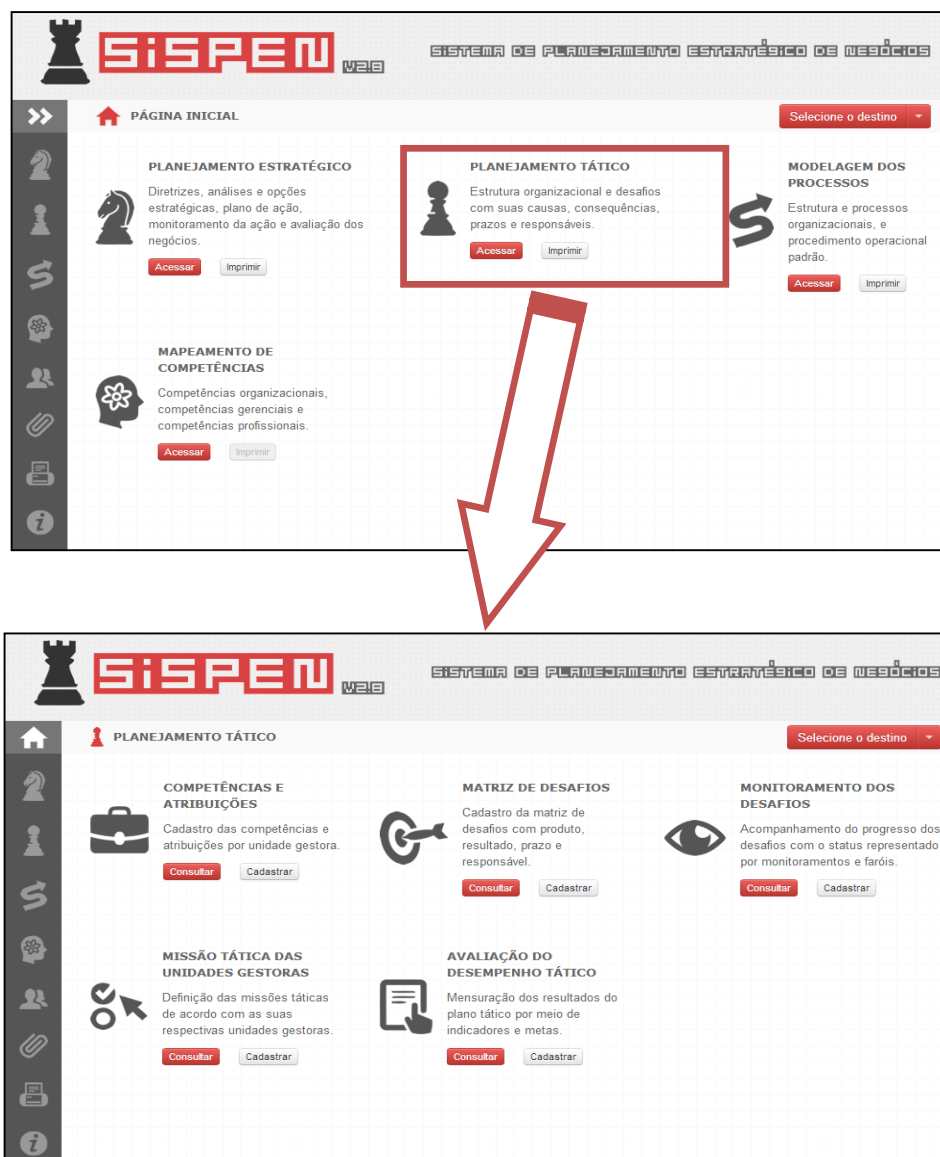 SiSPEN V2.8
SISTEMA DE PLANEJAMENTO ESTRATÉGICO DE NEGÓCIOS
PÁGINA INICIAL
Selecione o destino
PLANEJAMENTO ESTRATÉGICO
Diretrizes, análises e opções
estratégicas, plano de ação,
monitoramento da ação e avaliação dos
negócios.
Acessar Imprimir
PLANEJAMENTO TÁTICO
Estrutura organizacional e desafios
com suas causas, consequências,
prazos e responsáveis.
Acessar Imprimir
MODELAGEM DOS
PROCESSOS
Estrutura e processos
organizacionais, e
procedimento operacional
padrão.
Acessar Imprimir
MAPEAMENTO DE
COMPETÊNCIAS
Competências organizacionais,
competências gerenciais e
competências profissionais.
Acessar Imprimir
SiSPEN V2.8
SISTEMA DE PLANEJAMENTO ESTRATÉGICO DE NEGÓCIOS
PLANEJAMENTO TÁTICO
Selecione o destino
COMPETÊNCIAS E
ATRIBUIÇÕES
Cadastro das competências e
atribuições por unidade gestora.
Consultar Cadastrar
MATRIZ DE DESAFIOS
Cadastro da matriz de
desafios com produto,
resultado, prazo e
responsável.
Consultar Cadastrar
MONITORAMENTO DOS
DESAFIOS
Acompanhamento do progresso dos
desafios com o status representado
por monitoramentos e faróis.
Consultar Cadastrar
MISSÃO TÁTICA DAS
UNIDADES GESTORAS
Definição das missões táticas
de acordo com as suas
respectivas unidades gestoras.
Consultar Cadastrar
AVALIAÇÃO DO
DESEMPENHO TÁTICO
Mensuração dos resultados do
plano tático por meio de
indicadores e metas.
Consultar Cadastrar